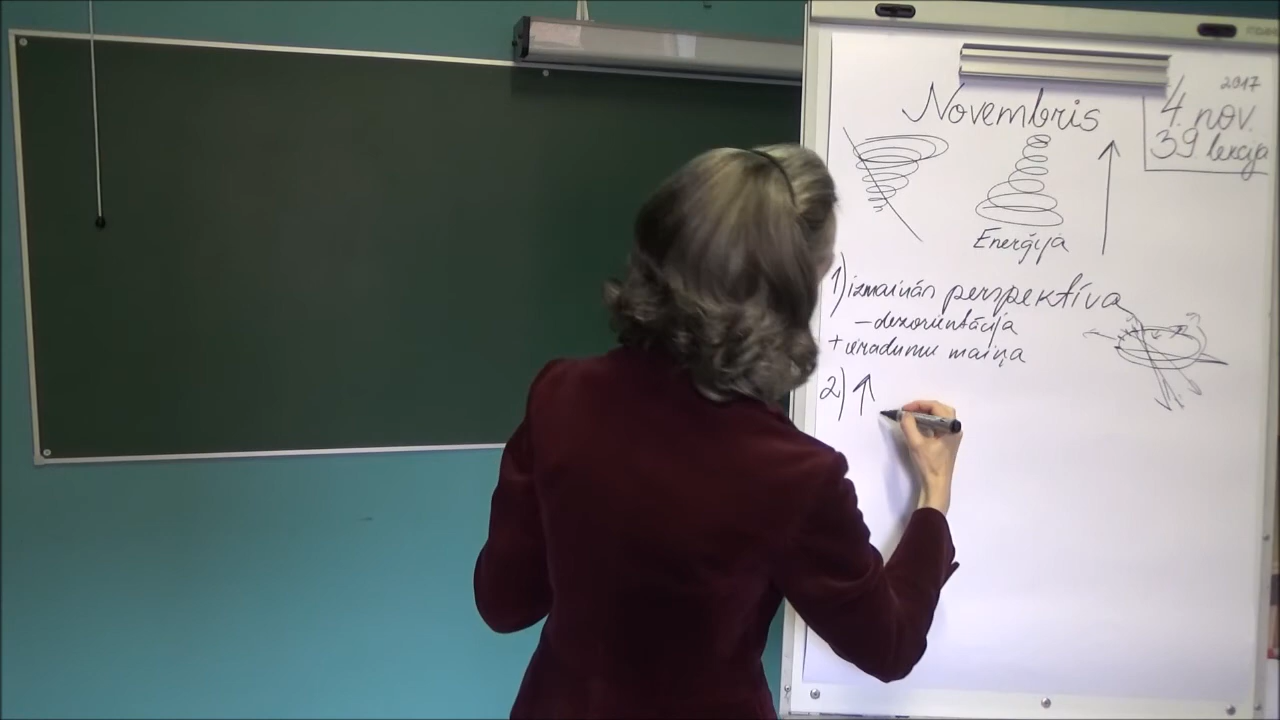 2017
Novembris
4. nov.
39. lekcija
Enerģija
1) izmainās perspektīva
– dezorientācija
+ ieradumu maiņa
2) ↑